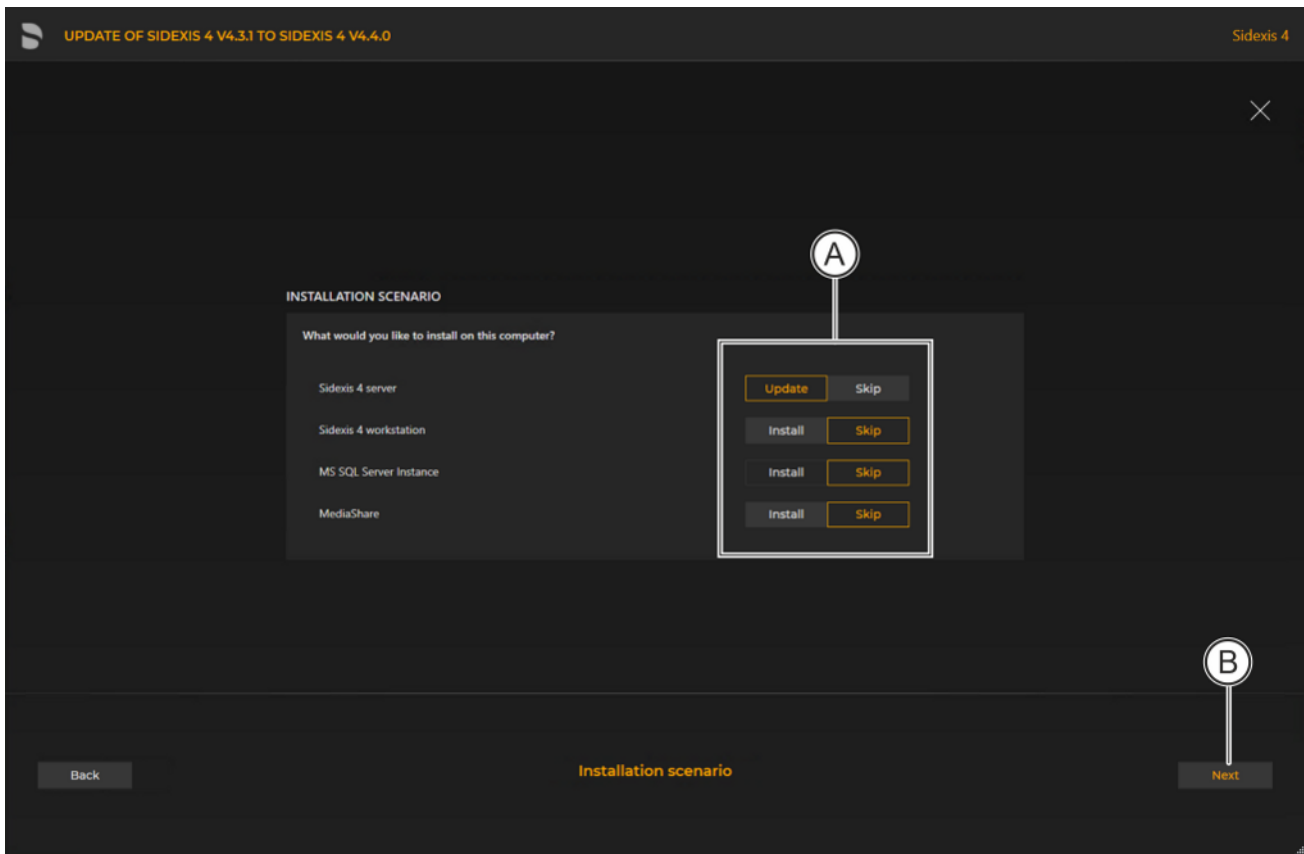 UPDATE OF SIDEXIS 4 V4.3.1 TO SIDEXIS 4 V4.4.0
Sidexis 4
A
INSTALLATION SCENARIO
What would you like to install on this computer?
Sidexis 4 server Update Skip
Sidexis 4 workstation Install Skip
MS SQL Server Instance Install Skip
MediaShare Install Skip
B
Back Installation scenario Next